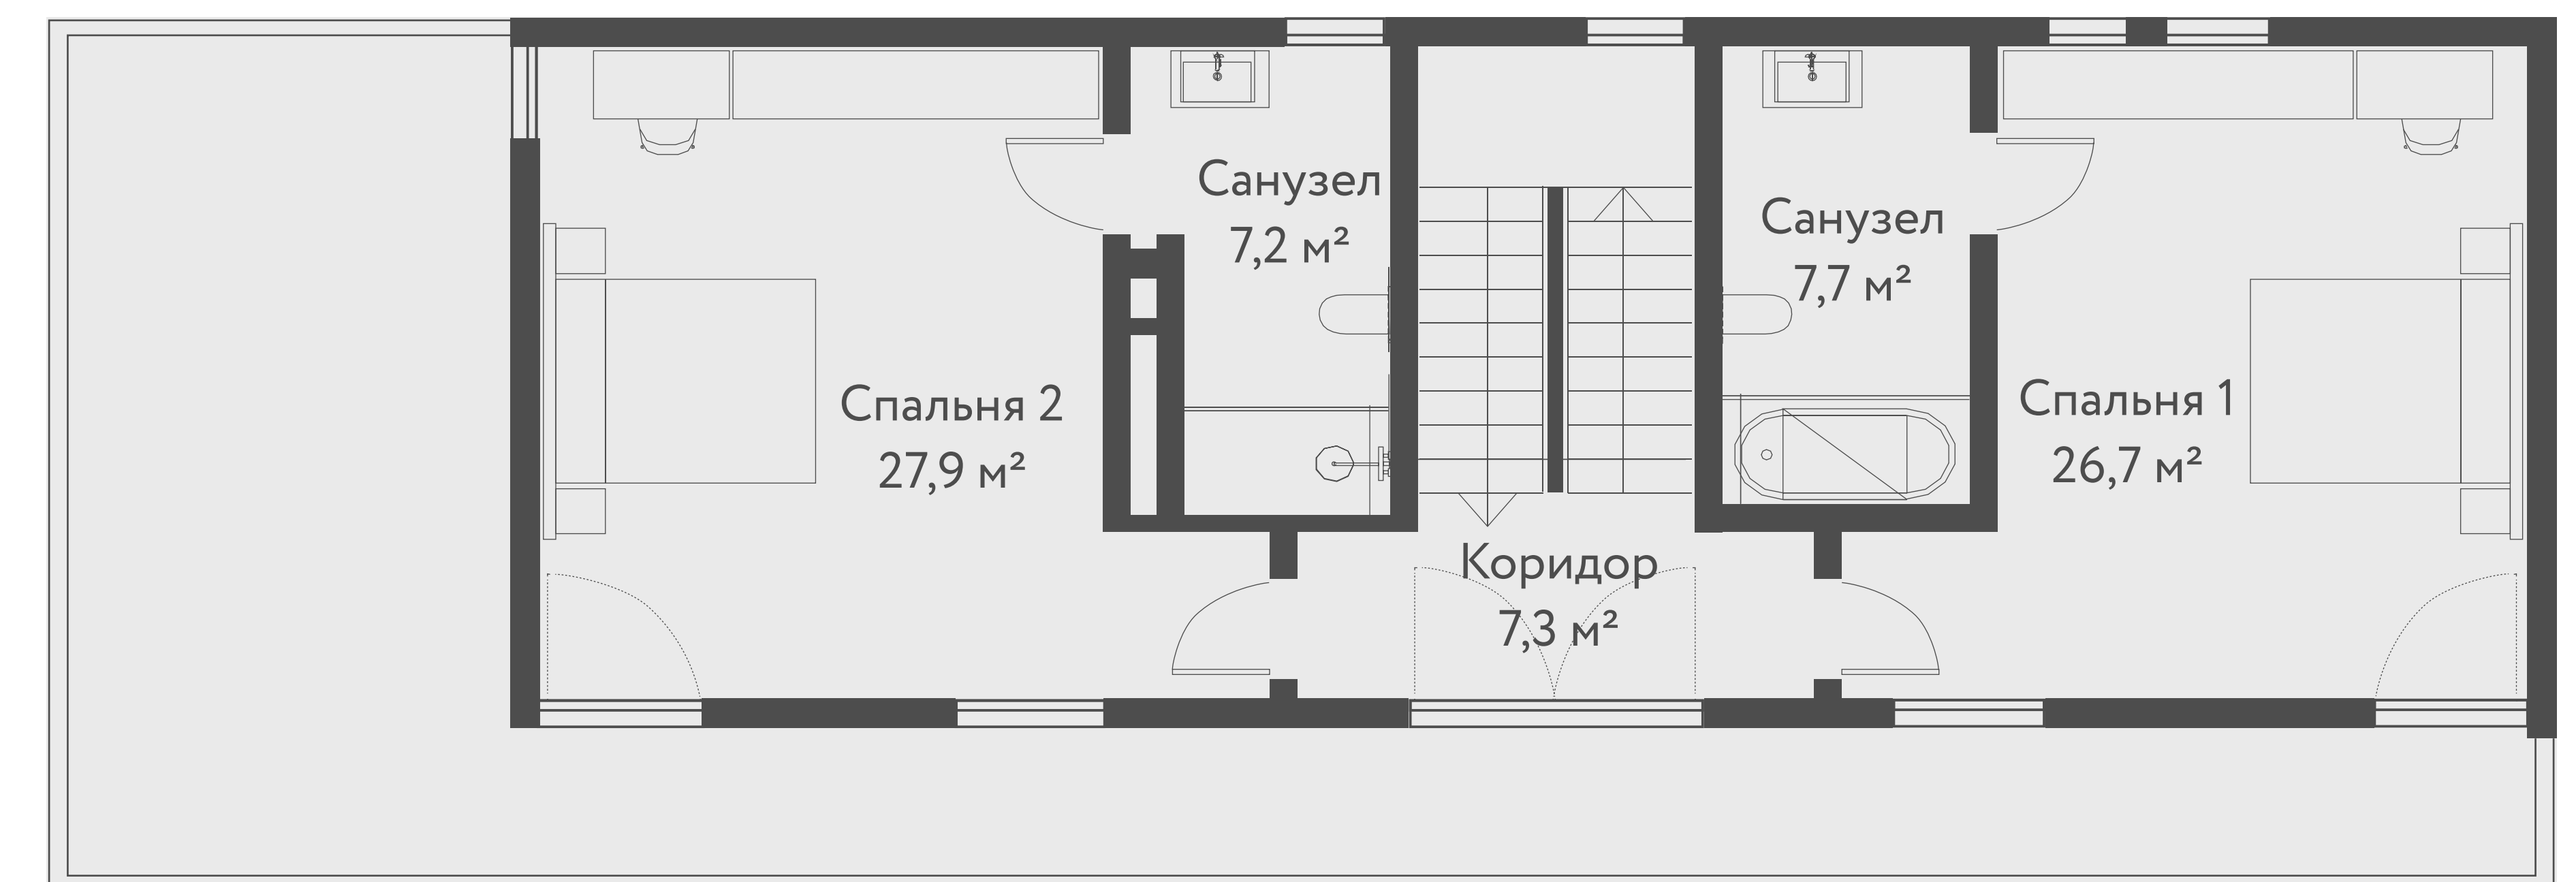 Санузел
7,2 м²
Санузел
7,7 м²
Спальня 2
27,9 м²
Спальня 1
26,7 м²
Коридор
7,3 м²